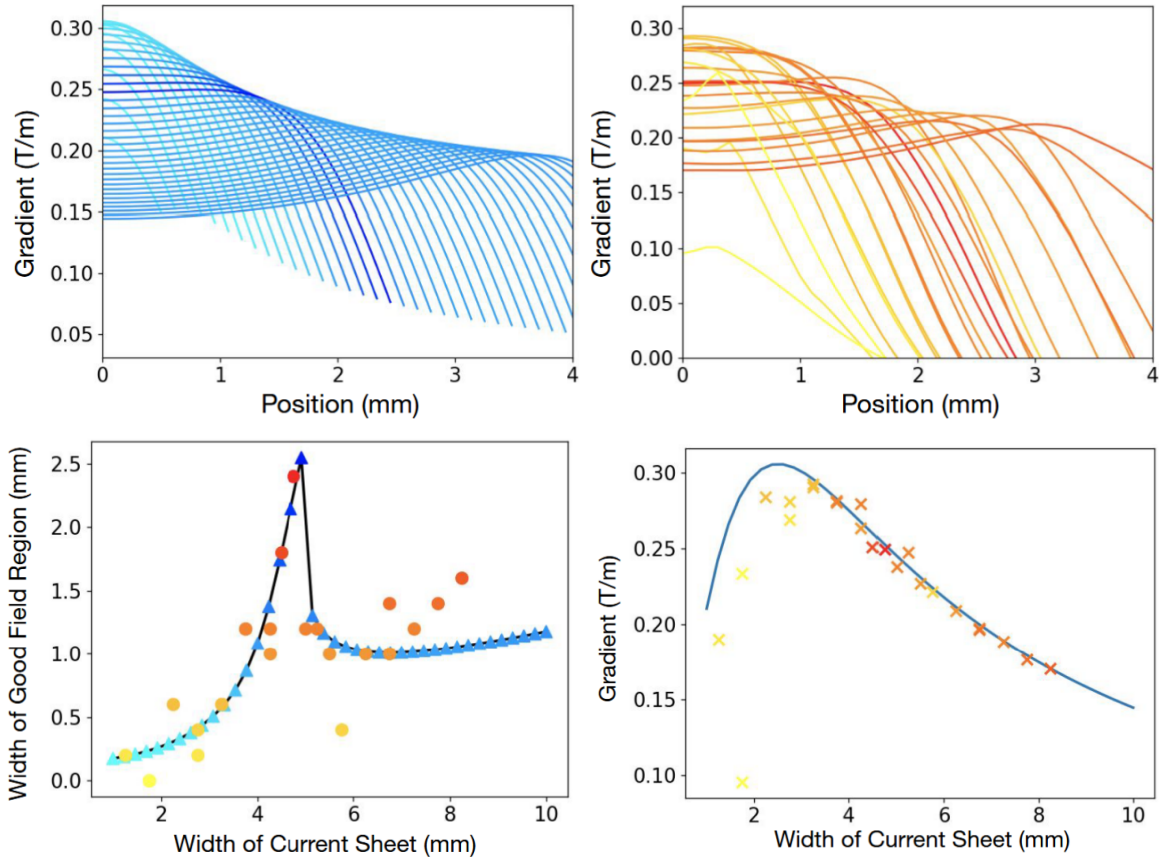 0.30
0.25
0.20
0.15
0.10
0.05
Gradient (T/m)
0 1 2 3 4
Position (mm)
0.30
0.25
0.20
0.15
0.10
0.05
0.00
Gradient (T/m)
0 1 2 3 4
Position (mm)
2.5
2.0
1.5
1.0
0.5
0.0
Width of Good Field Region (mm)
2 4 6 8 10
Width of Current Sheet (mm)
0.30
0.25
0.20
0.15
0.10
Gradient (T/m)
2 4 6 8 10
Width of Current Sheet (mm)